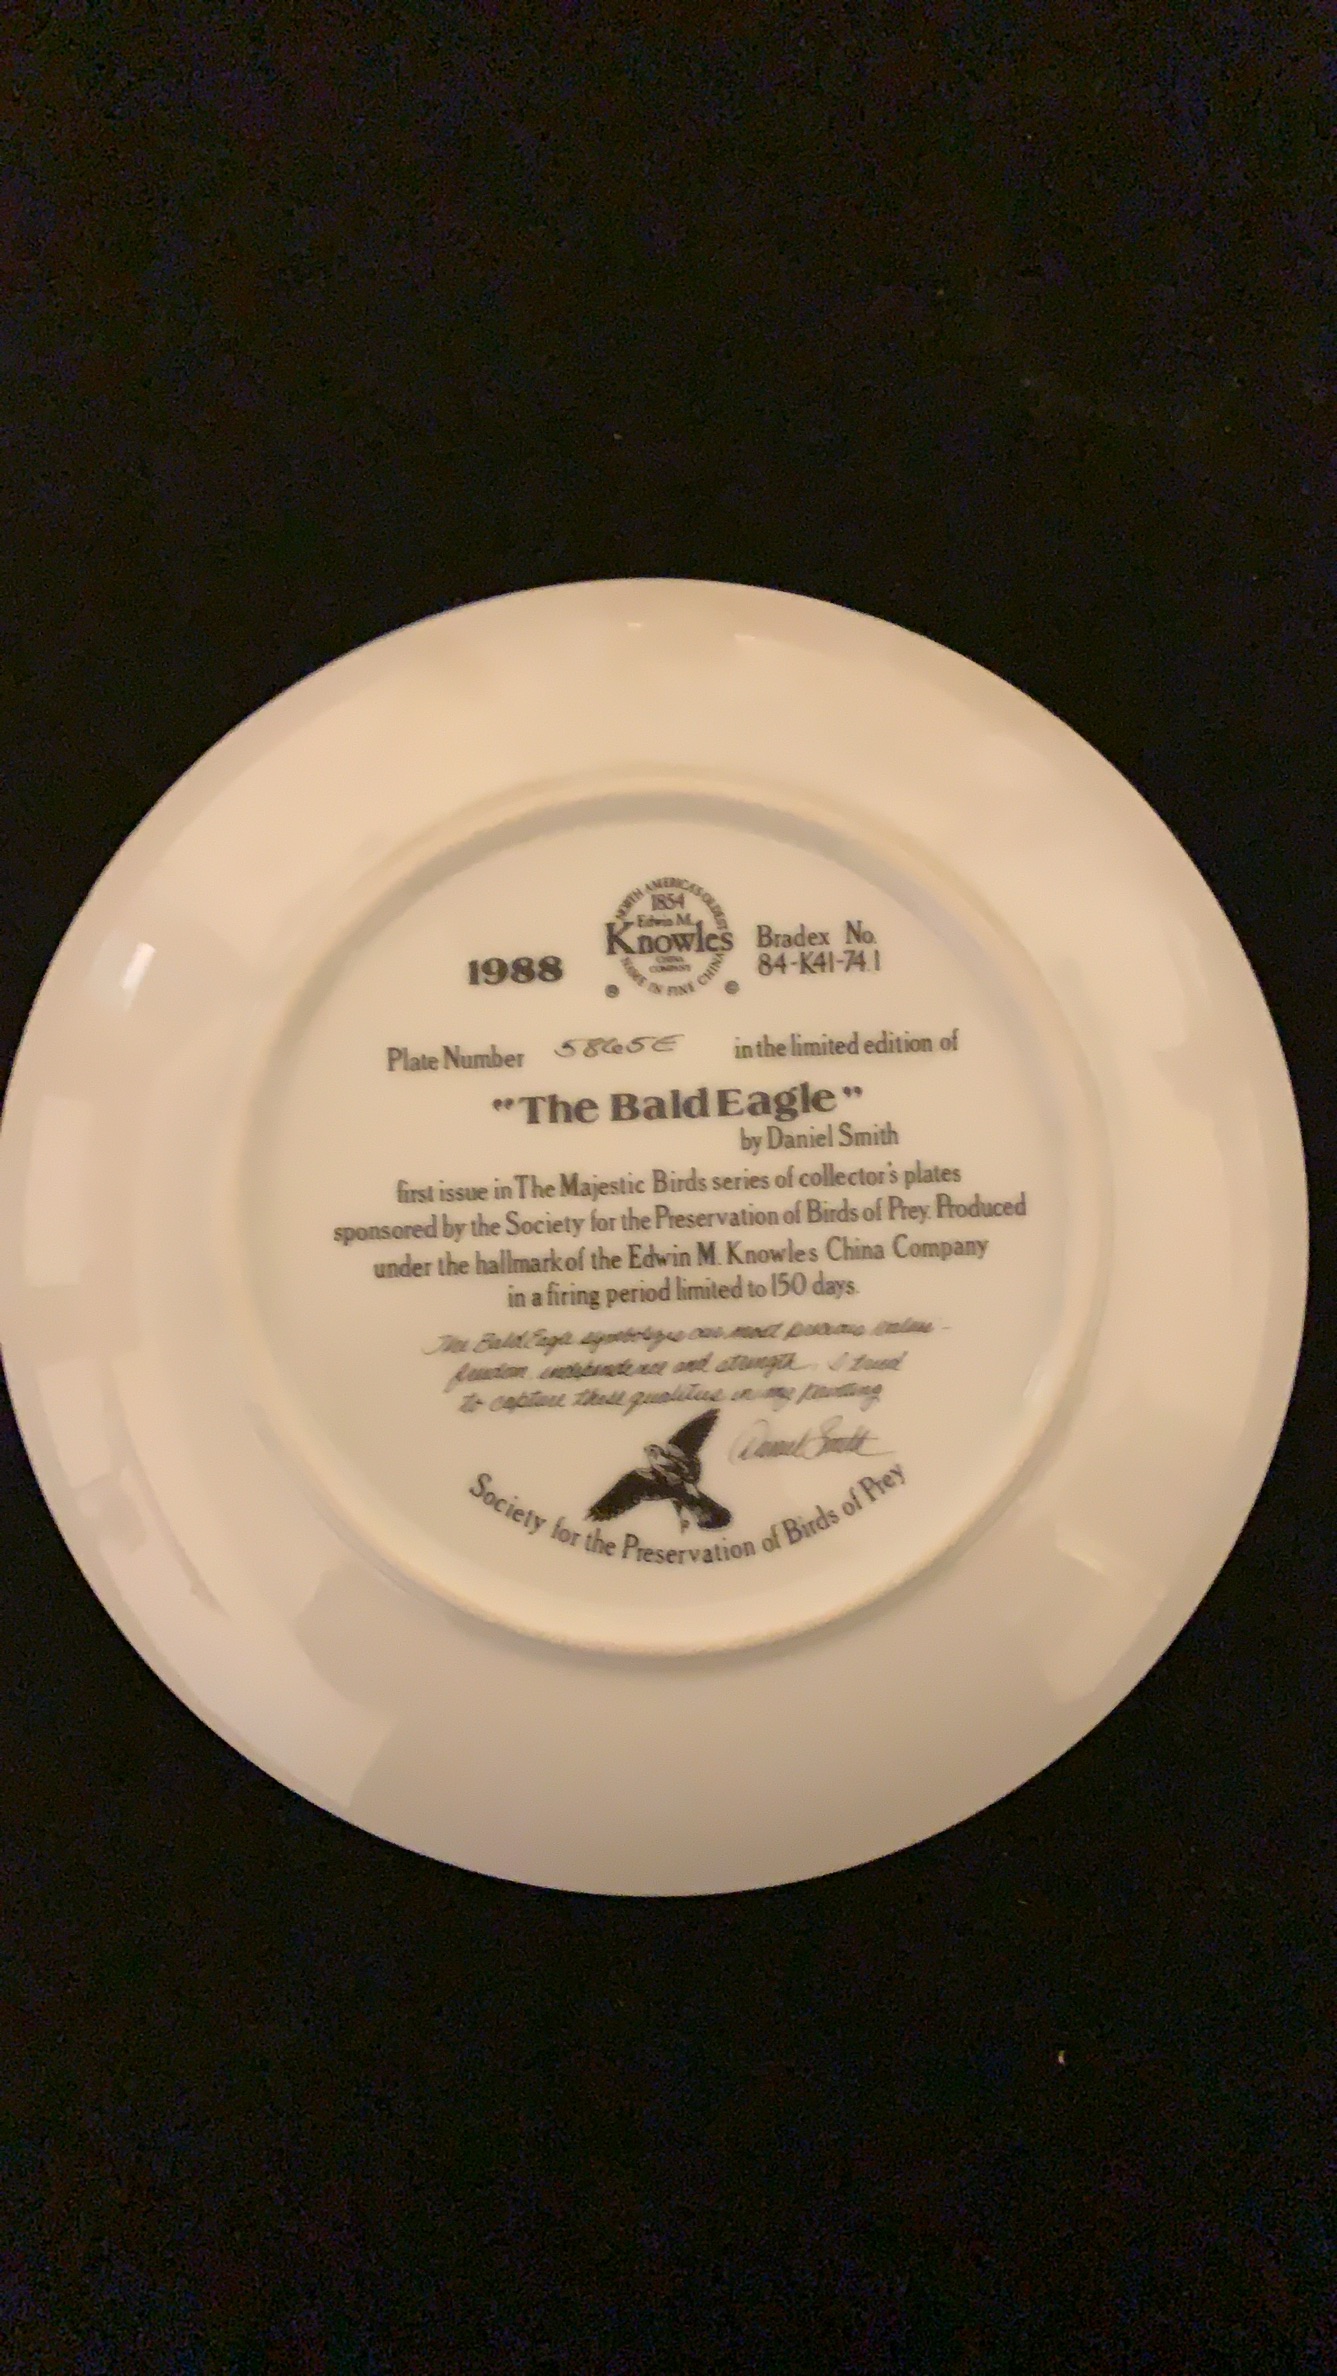 NORTH AMERICA'S OLDEST
1854
Edwin M.
Knowles
CHINA
COMPANY
NAME IN FINE CHINA
1988
Bradex No.
84-K41-74.1
Plate Number 5865E in the limited edition of
"The Bald Eagle"
by Daniel Smith
first issue in The Majestic Birds series of collector's plates
sponsored by the Society for the Preservation of Birds of Prey. Produced
under the hallmark of the Edwin M. Knowles China Company
in a firing period limited to 150 days.
The Bald Eagle symbolizes our most precious values -
freedom, independence and strength. I tried
to capture these qualities in my painting
Daniel Smith
Society for the Preservation of Birds of Prey